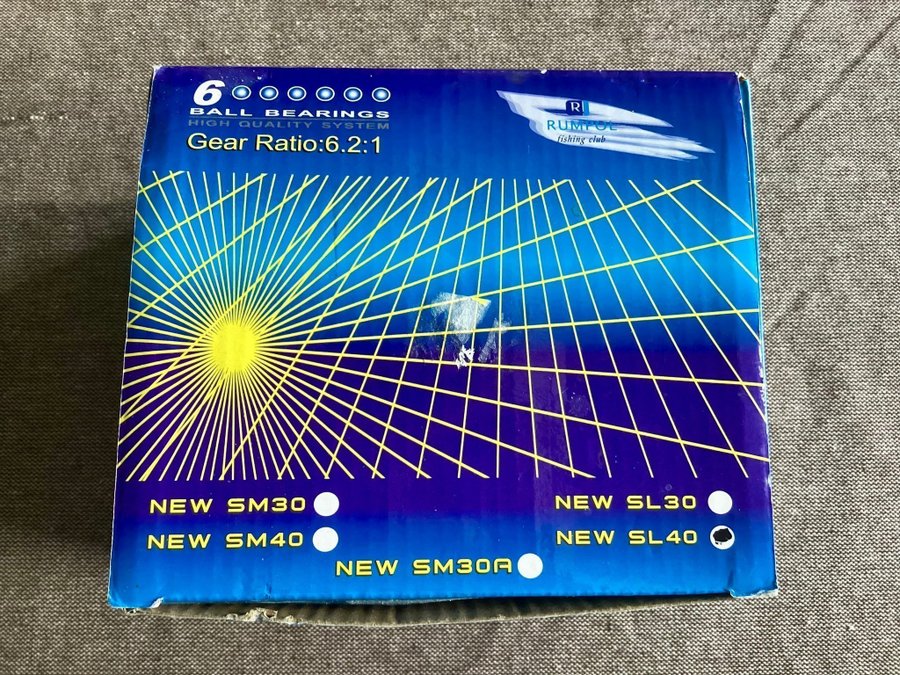 6
BALL BEARINGS
HIGH QUALITY SYSTEM
Gear Ratio:6.2:1
R
RUMPOL
fishing club
NEW SM30
NEW SL30
NEW SM40
NEW SL40
NEW SM30A